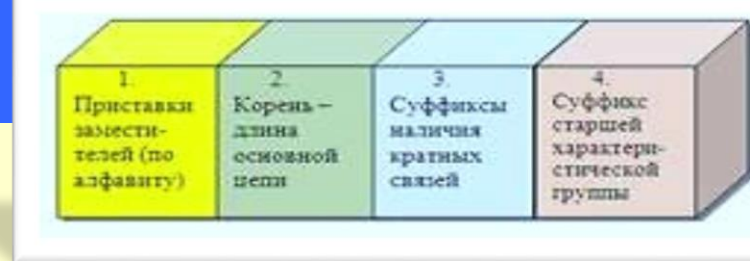 1.
Приставки
замести-
телей (по
алфавиту)
2.
Корень –
длина
основной
цепи
3.
Суффиксы
наличия
кратных
связей
4.
Суффикс
старшей
характери-
стической
группы